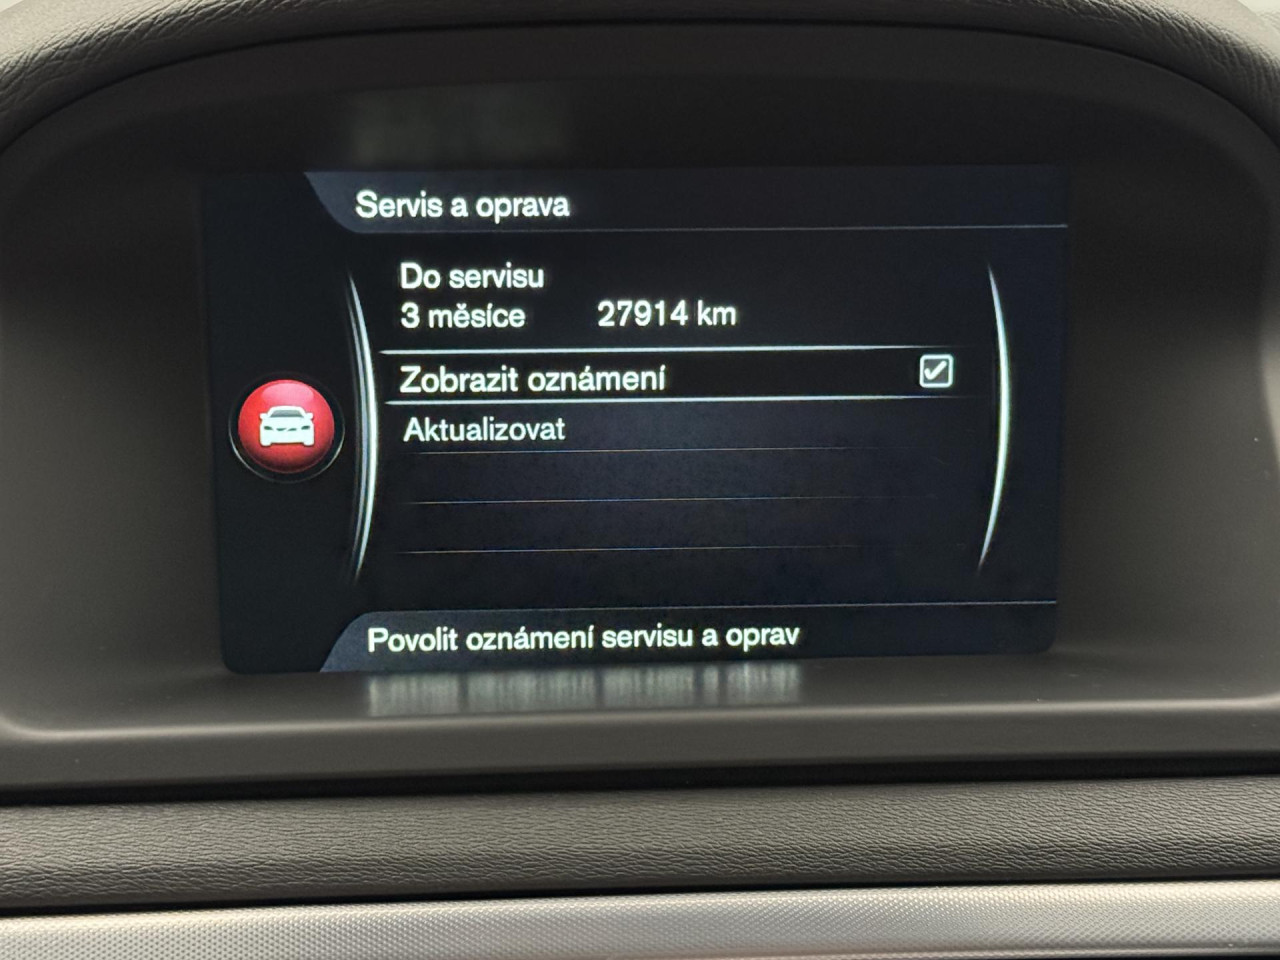 Servis a oprava
Do servisu
3 měsíce 27914 km
Zobrazit oznámení
Aktualizovat
Povolit oznámení servisu a oprav